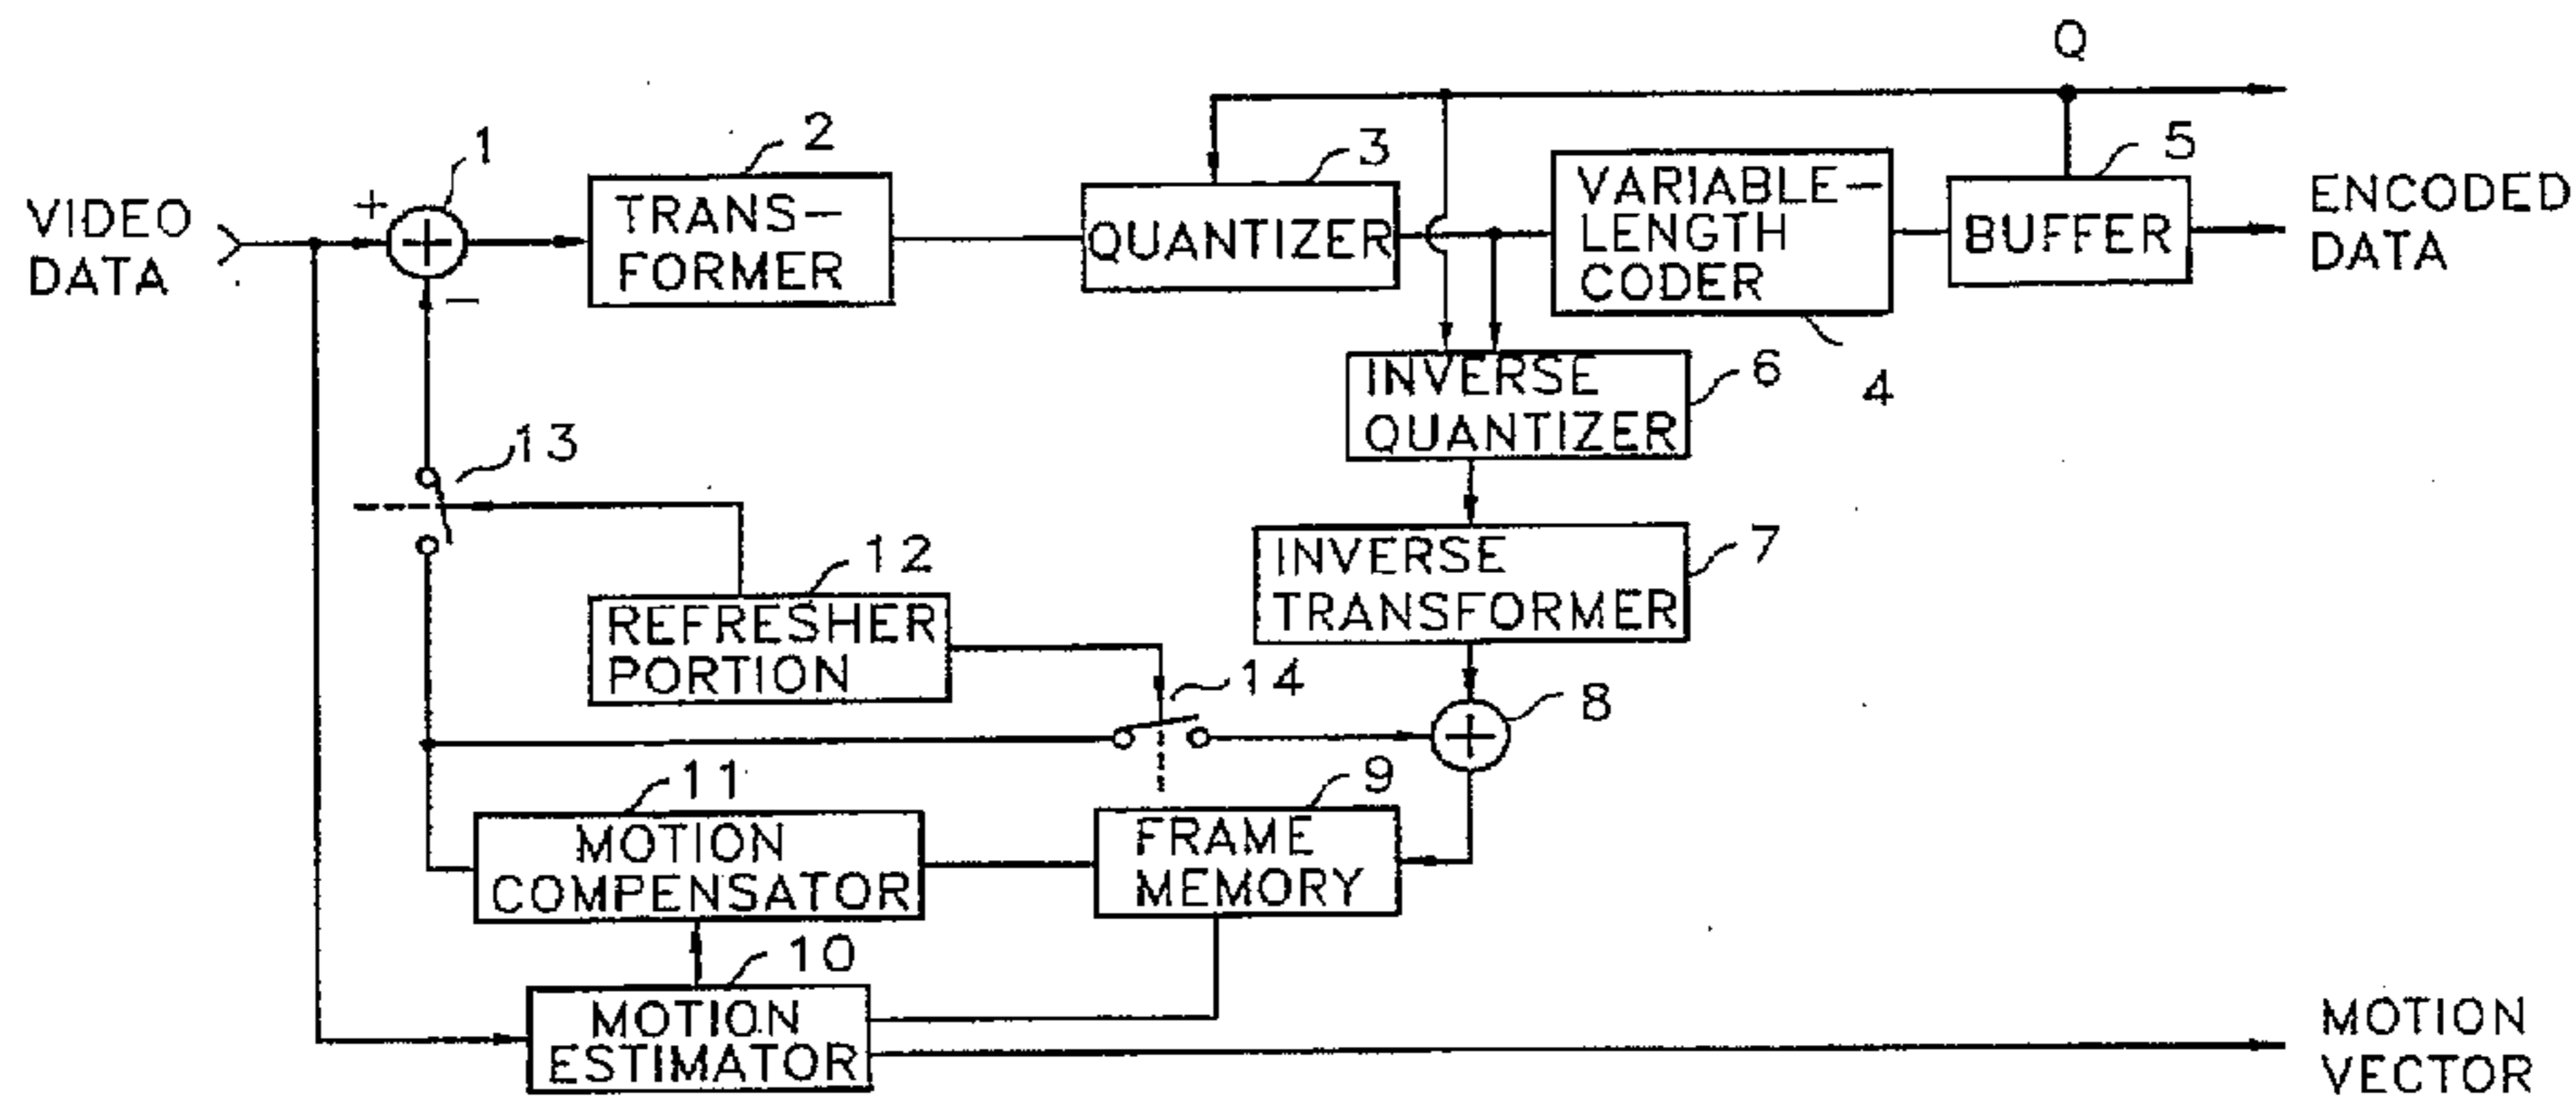 Q
1
2
3
5
VIDEO
DATA
+
−
TRANS-
FORMER
QUANTIZER
VARIABLE-
LENGTH
CODER
BUFFER
ENCODED
DATA
4
INVERSE
QUANTIZER
6
13
INVERSE
TRANSFORMER
7
12
REFRESHER
PORTION
14
8
11
MOTION
COMPENSATOR
9
FRAME
MEMORY
10
MOTION
ESTIMATOR
MOTION
VECTOR